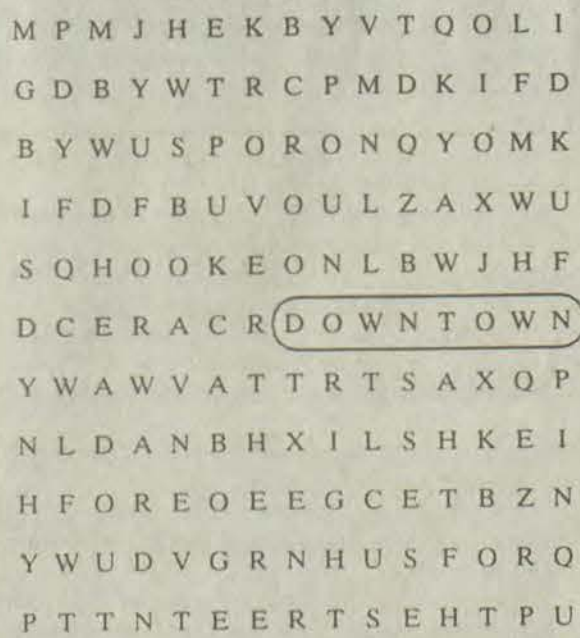 M P M J H E K B Y V T Q O L I
G D B Y W T R C P M D K I F D
B Y W U S P O R O N Q Y O M K
I F D F B U V O U L Z A X W U
S Q H O O K E O N L B W J H F
D C E R A C R D O W N T O W N
Y W A W V A T T R T S A X Q P
N L D A N B H X I L S H K E I
H F O R E O E E G C E T B Z N
Y W U D V G R N H U S F O R Q
P T T N T E E R T S E H T P U